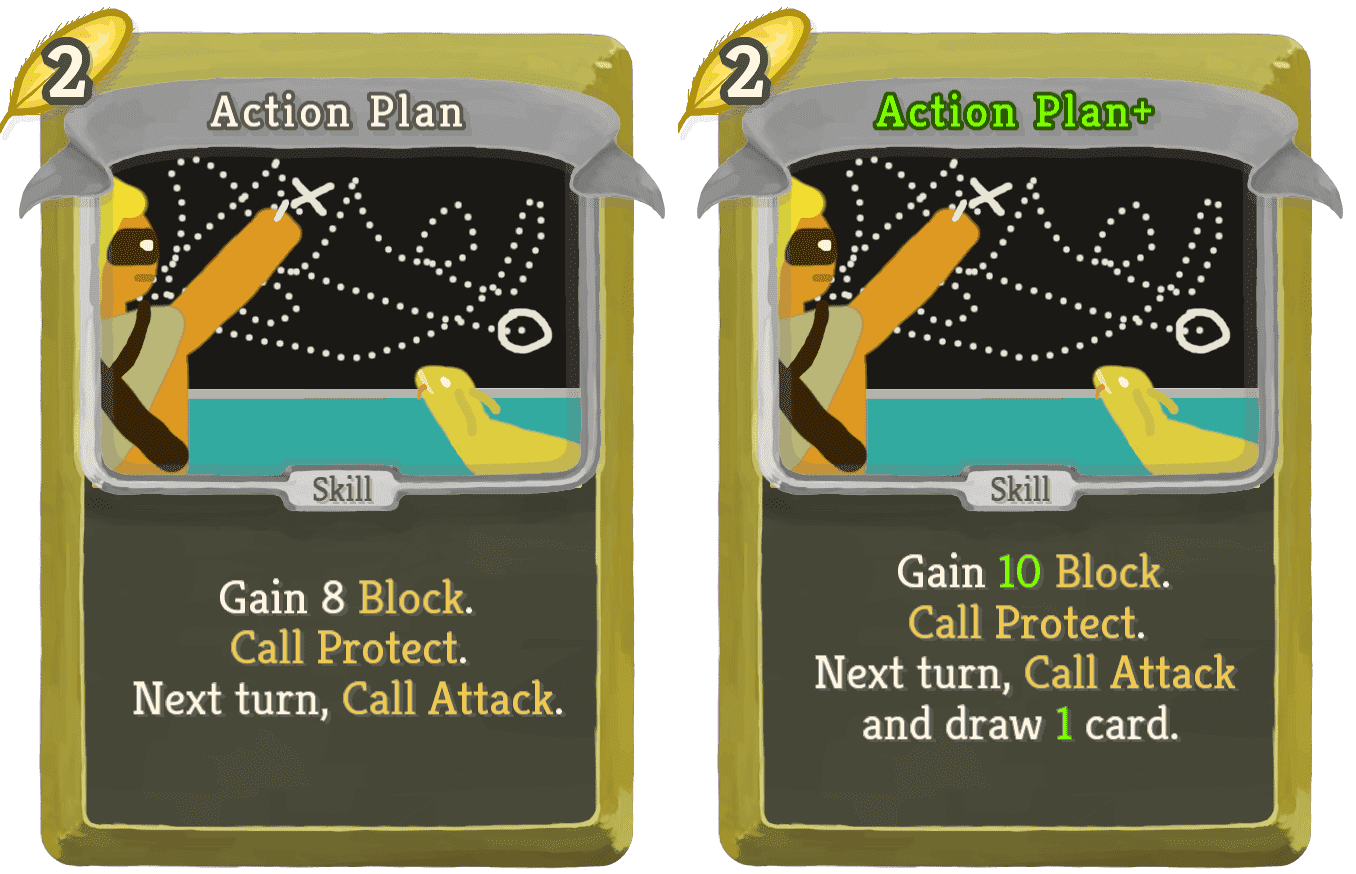 2
Action Plan
Skill
Gain 8 Block.
Call Protect.
Next turn, Call Attack.
2
Action Plan+
Skill
Gain 10 Block.
Call Protect.
Next turn, Call Attack
and draw 1 card.